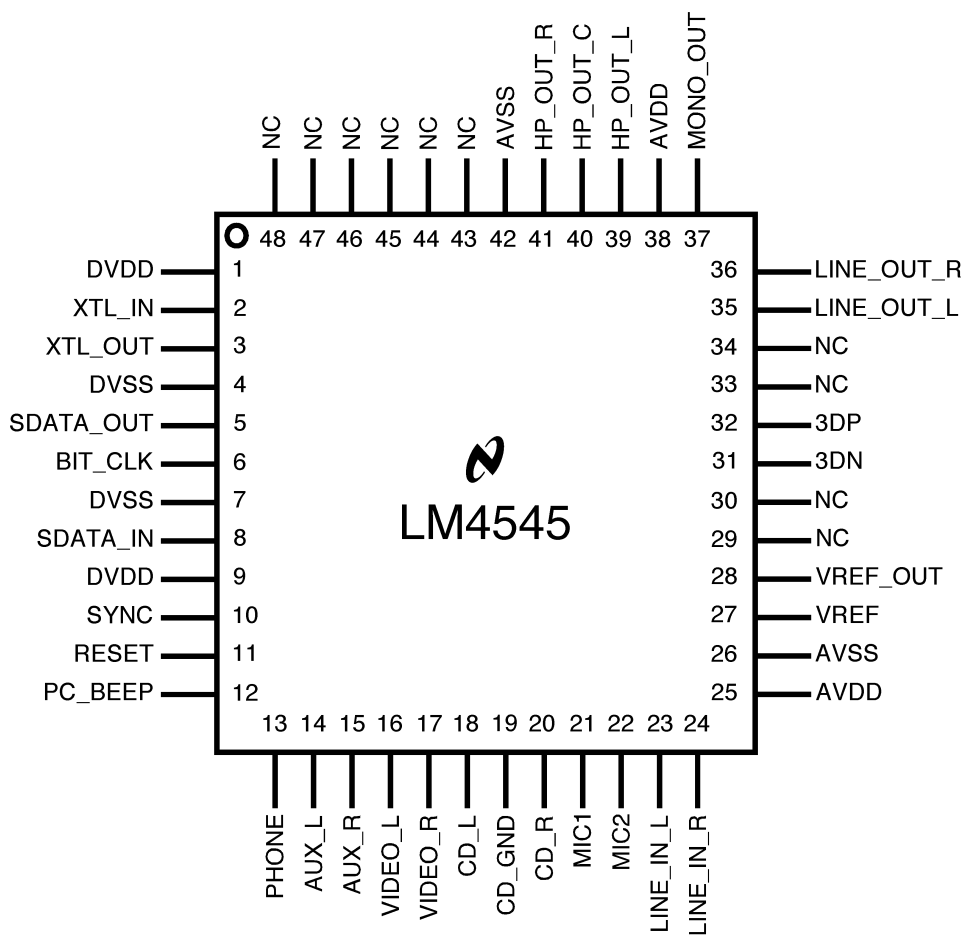 NC
NC
NC
NC
NC
NC
AVSS
HP_OUT_R
HP_OUT_C
HP_OUT_L
AVDD
MONO_OUT
48 47 46 45 44 43 42 41 40 39 38 37
DVDD 1 36 LINE_OUT_R
XTL_IN 2 35 LINE_OUT_L
XTL_OUT 3 34 NC
DVSS 4 33 NC
SDATA_OUT 5 32 3DP
BIT_CLK 6 31 3DN
DVSS 7 30 NC
SDATA_IN 8 29 NC
DVDD 9 28 VREF_OUT
SYNC 10 27 VREF
RESET 11 26 AVSS
PC_BEEP 12 25 AVDD
LM4545
13 14 15 16 17 18 19 20 21 22 23 24
PHONE
AUX_L
AUX_R
VIDEO_L
VIDEO_R
CD_L
CD_GND
CD_R
MIC1
MIC2
LINE_IN_L
LINE_IN_R